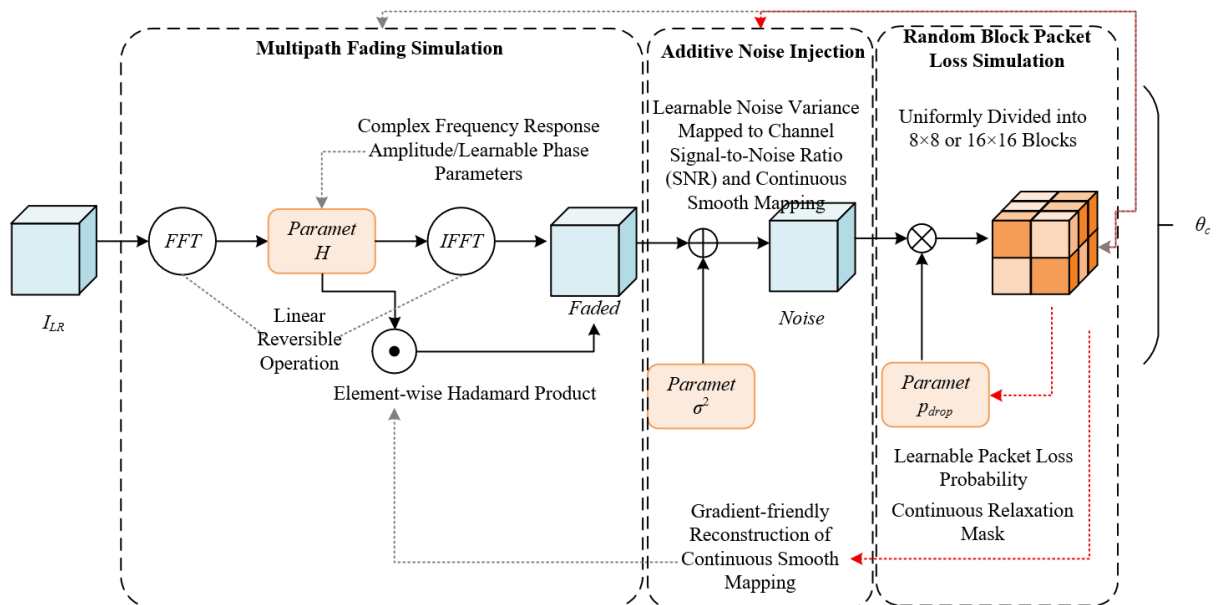 Multipath Fading Simulation
Additive Noise Injection
Random Block Packet
Loss Simulation
Complex Frequency Response
Amplitude/Learnable Phase
Parameters
Learnable Noise Variance
Mapped to Channel
Signal-to-Noise Ratio
(SNR) and Continuous
Smooth Mapping
Uniformly Divided into
8×8 or 16×16 Blocks
I_LR
FFT
Paramet
H
IFFT
Faded
Noise
θ_c
Linear
Reversible
Operation
Element-wise Hadamard Product
Paramet
σ²
Paramet
p_drop
Learnable Packet Loss
Probability
Continuous Relaxation
Mask
Gradient-friendly
Reconstruction of
Continuous Smooth
Mapping